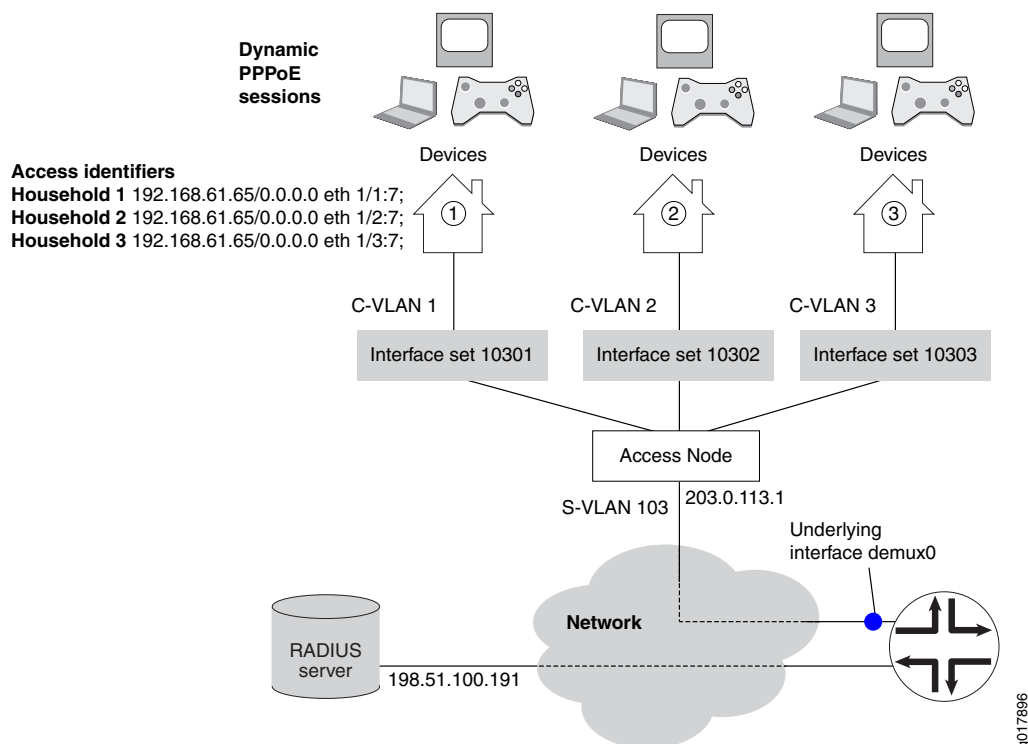 Dynamic
PPPoE
sessions
Devices
Devices
Devices
Access identifiers
Household 1 192.168.61.65/0.0.0.0 eth 1/1:7;
Household 2 192.168.61.65/0.0.0.0 eth 1/2:7;
Household 3 192.168.61.65/0.0.0.0 eth 1/3:7;
1
2
3
C-VLAN 1
C-VLAN 2
C-VLAN 3
Interface set 10301
Interface set 10302
Interface set 10303
Access Node
S-VLAN 103
203.0.113.1
Underlying
interface demux0
Network
RADIUS
server
198.51.100.191
g017896